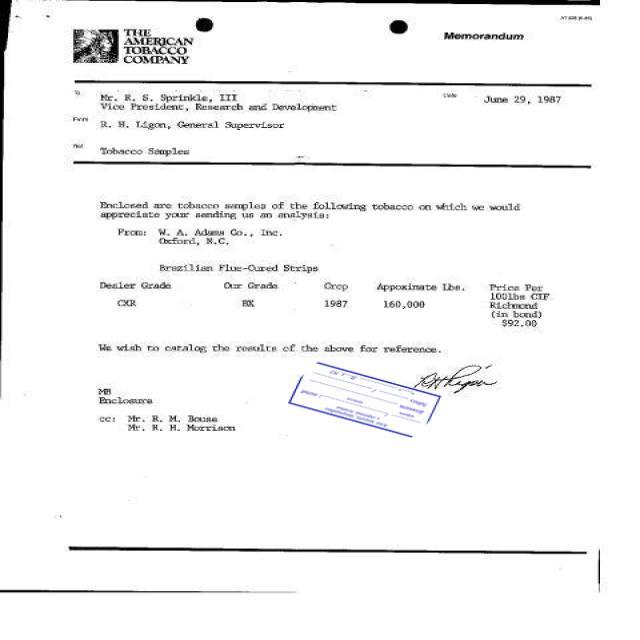 THE
AMERICAN
TOBACCO
COMPANY
Memorandum
To
Mr. R. S. Sprinkle, III
Vice President, Research and Development
Date
June 29, 1987
From
R. H. Ligon, General Supervisor
Ref
Tobacco Samples
Enclosed are tobacco samples of the following tobacco on which we would
appreciate your sending us an analysis:
From: W. A. Adams Co., Inc.
Oxford, N.C.
Brazilian Flue-Cured Strips
Dealer Grade Our Grade Crop Appoximate Lbs. Price Per
100lbs CIF
CXR BX 1987 160,000 Richmond
(in bond)
$92.00
We wish to catalog the results of the above for reference.
RHLigon
MB
Enclosure
cc: Mr. R. M. Bouse
Mr. R. H. Morrison